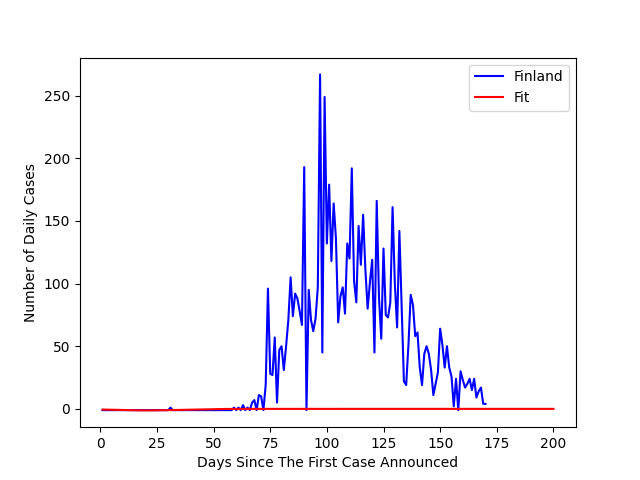 Finland
Fit
250
200
150
100
50
0
Number of Daily Cases
0 25 50 75 100 125 150 175 200
Days Since The First Case Announced